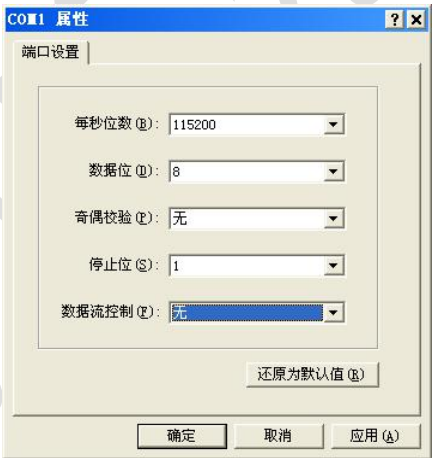 COM1 属性
端口设置
每秒位数(B): 115200
数据位(D): 8
奇偶校验(P): 无
停止位(S): 1
数据流控制(F): 无
还原为默认值(R)
确定 取消 应用(A)